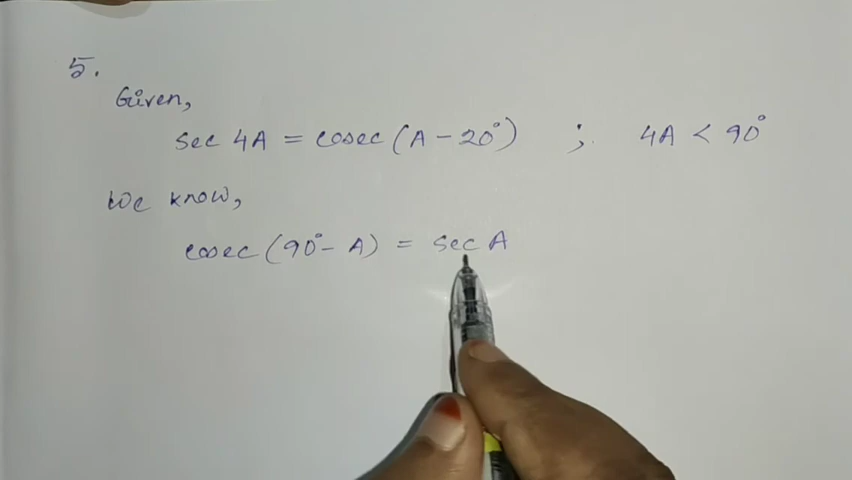 5.
Given,
sec 4A = cosec (A - 20°) ; 4A < 90°
We know,
cosec (90° - A) = sec A